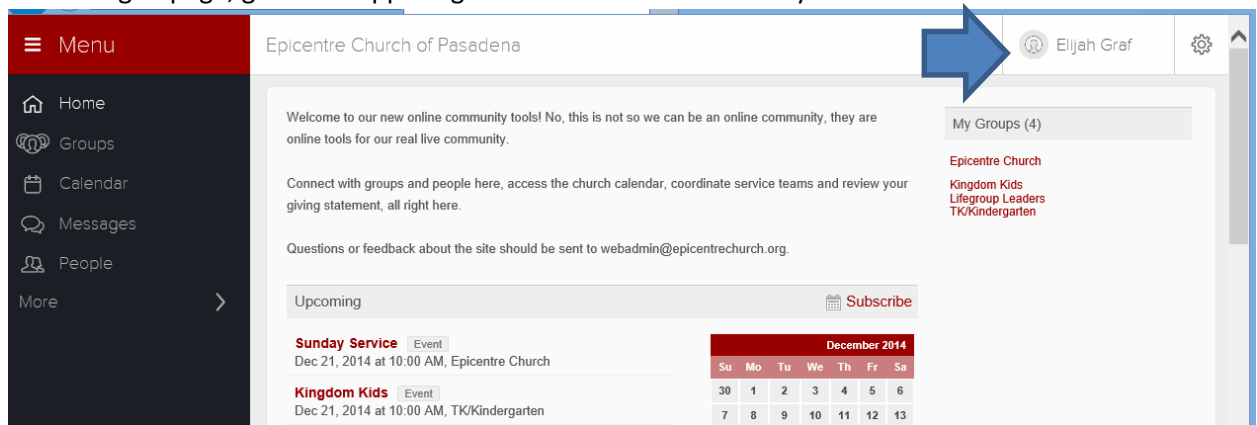 Menu
Epicentre Church of Pasadena
Elijah Graf
Home
Groups
Calendar
Messages
People
More
Welcome to our new online community tools! No, this is not so we can be an online community, they are
online tools for our real live community.
Connect with groups and people here, access the church calendar, coordinate service teams and review your
giving statement, all right here.
Questions or feedback about the site should be sent to webadmin@epicentrechurch.org.
Upcoming
Subscribe
Sunday Service Event
Dec 21, 2014 at 10:00 AM, Epicentre Church
Kingdom Kids Event
Dec 21, 2014 at 10:00 AM, TK/Kindergarten
December 2014
Su Mo Tu We Th Fr Sa
30 1 2 3 4 5 6
7 8 9 10 11 12 13
My Groups (4)
Epicentre Church
Kingdom Kids
Lifegroup Leaders
TK/Kindergarten